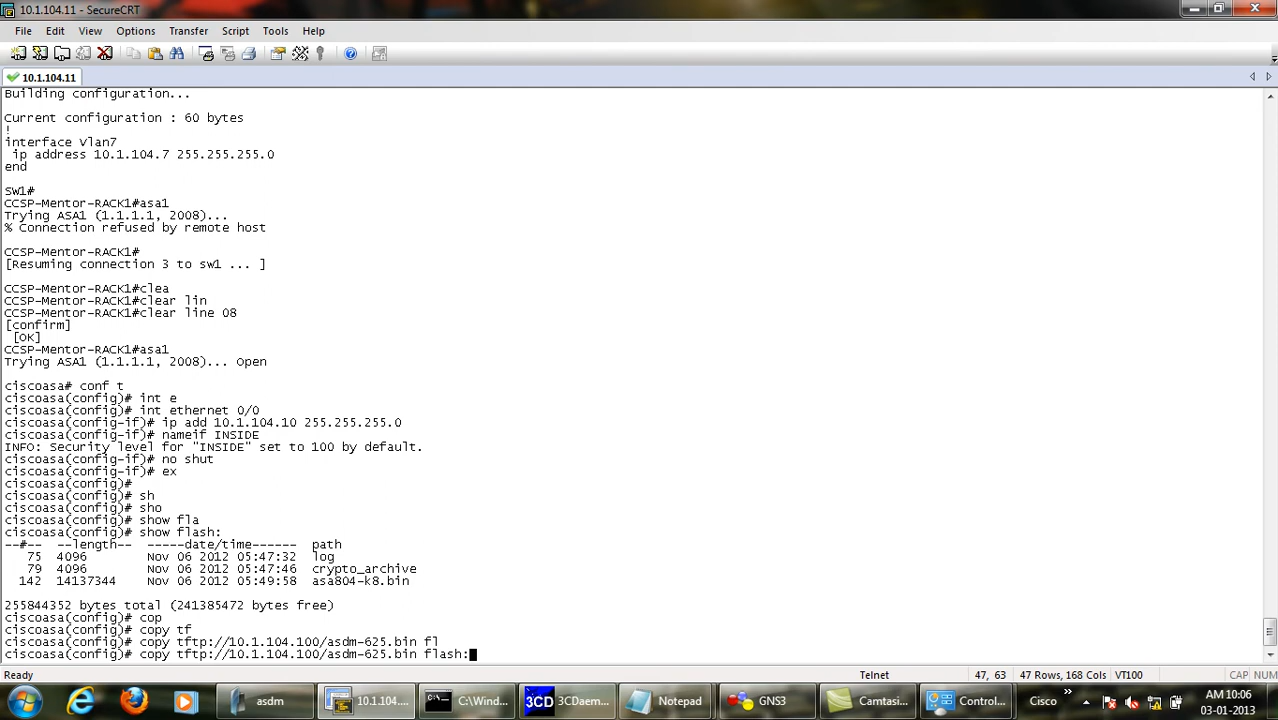 10.1.104.11 - SecureCRT
File Edit View Options Transfer Script Tools Help
10.1.104.11
Building configuration...
Current configuration : 60 bytes
!
interface Vlan7
 ip address 10.1.104.7 255.255.255.0
end
SW1#
CCSP-Mentor-RACK1#asa1
Trying ASA1 (1.1.1.1, 2008)...
% Connection refused by remote host
CCSP-Mentor-RACK1#
[Resuming connection 3 to sw1 ... ]
CCSP-Mentor-RACK1#clea
CCSP-Mentor-RACK1#clear lin
CCSP-Mentor-RACK1#clear line 08
[confirm]
 [OK]
CCSP-Mentor-RACK1#asa1
Trying ASA1 (1.1.1.1, 2008)... Open
ciscoasa# conf t
ciscoasa(config)# int e
ciscoasa(config)# int ethernet 0/0
ciscoasa(config-if)# ip add 10.1.104.10 255.255.255.0
ciscoasa(config-if)# nameif INSIDE
INFO: Security level for "INSIDE" set to 100 by default.
ciscoasa(config-if)# no shut
ciscoasa(config-if)# ex
ciscoasa(config)#
ciscoasa(config)# sh
ciscoasa(config)# sho
ciscoasa(config)# show fla
ciscoasa(config)# show flash:
--#-- --length-- -----date/time------ path
75 4096 Nov 06 2012 05:47:32 log
79 4096 Nov 06 2012 05:47:46 crypto_archive
142 14137344 Nov 06 2012 05:49:58 asa804-k8.bin
255844352 bytes total (241385472 bytes free)
ciscoasa(config)# cop
ciscoasa(config)# copy tf
ciscoasa(config)# copy tftp://10.1.104.100/asdm-625.bin fl
ciscoasa(config)# copy tftp://10.1.104.100/asdm-625.bin flash:
Ready Telnet 47, 63 47 Rows, 168 Cols VT100 CAP NUM
asdm 10.1.104.... C:\Wind... 3CD 3CDaem... Notepad GNS3 Camtasi... Control... Cisco AM 10:06
03-01-2013